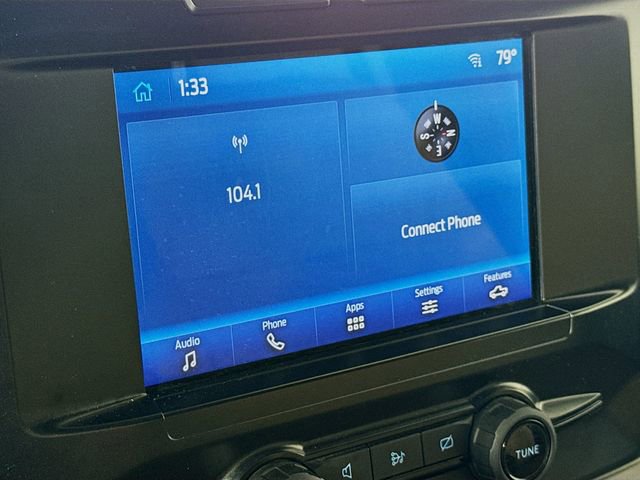 1:33
79°
104.1
W
S
N
E
Connect Phone
Audio
Phone
Apps
Settings
Features
TUNE